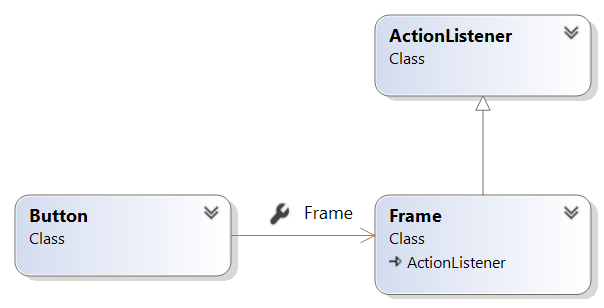 ActionListener
Class
Button
Class
Frame
Frame
Class
ActionListener